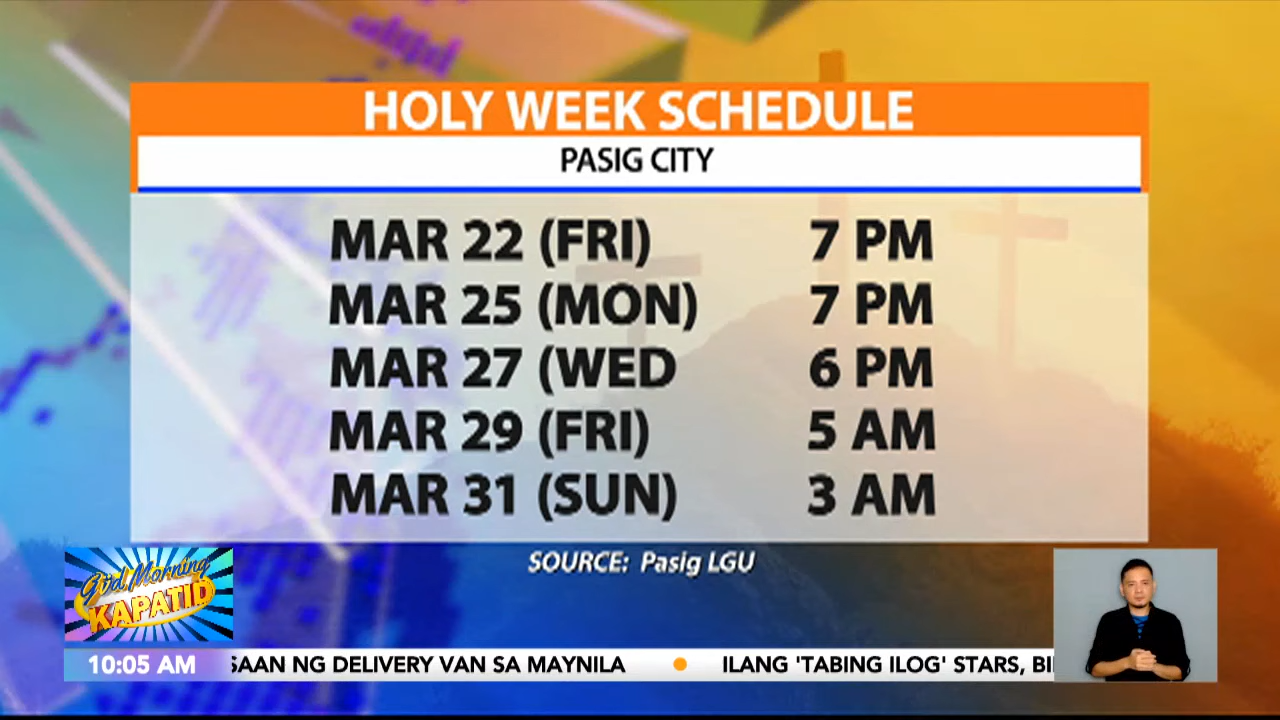 HOLY WEEK SCHEDULE
PASIG CITY
MAR 22 (FRI) 7 PM
MAR 25 (MON) 7 PM
MAR 27 (WED 6 PM
MAR 29 (FRI) 5 AM
MAR 31 (SUN) 3 AM
SOURCE: Pasig LGU
Gud Morning
KAPATID
10:05 AM SAAN NG DELIVERY VAN SA MAYNILA ILANG 'TABING ILOG' STARS, BI